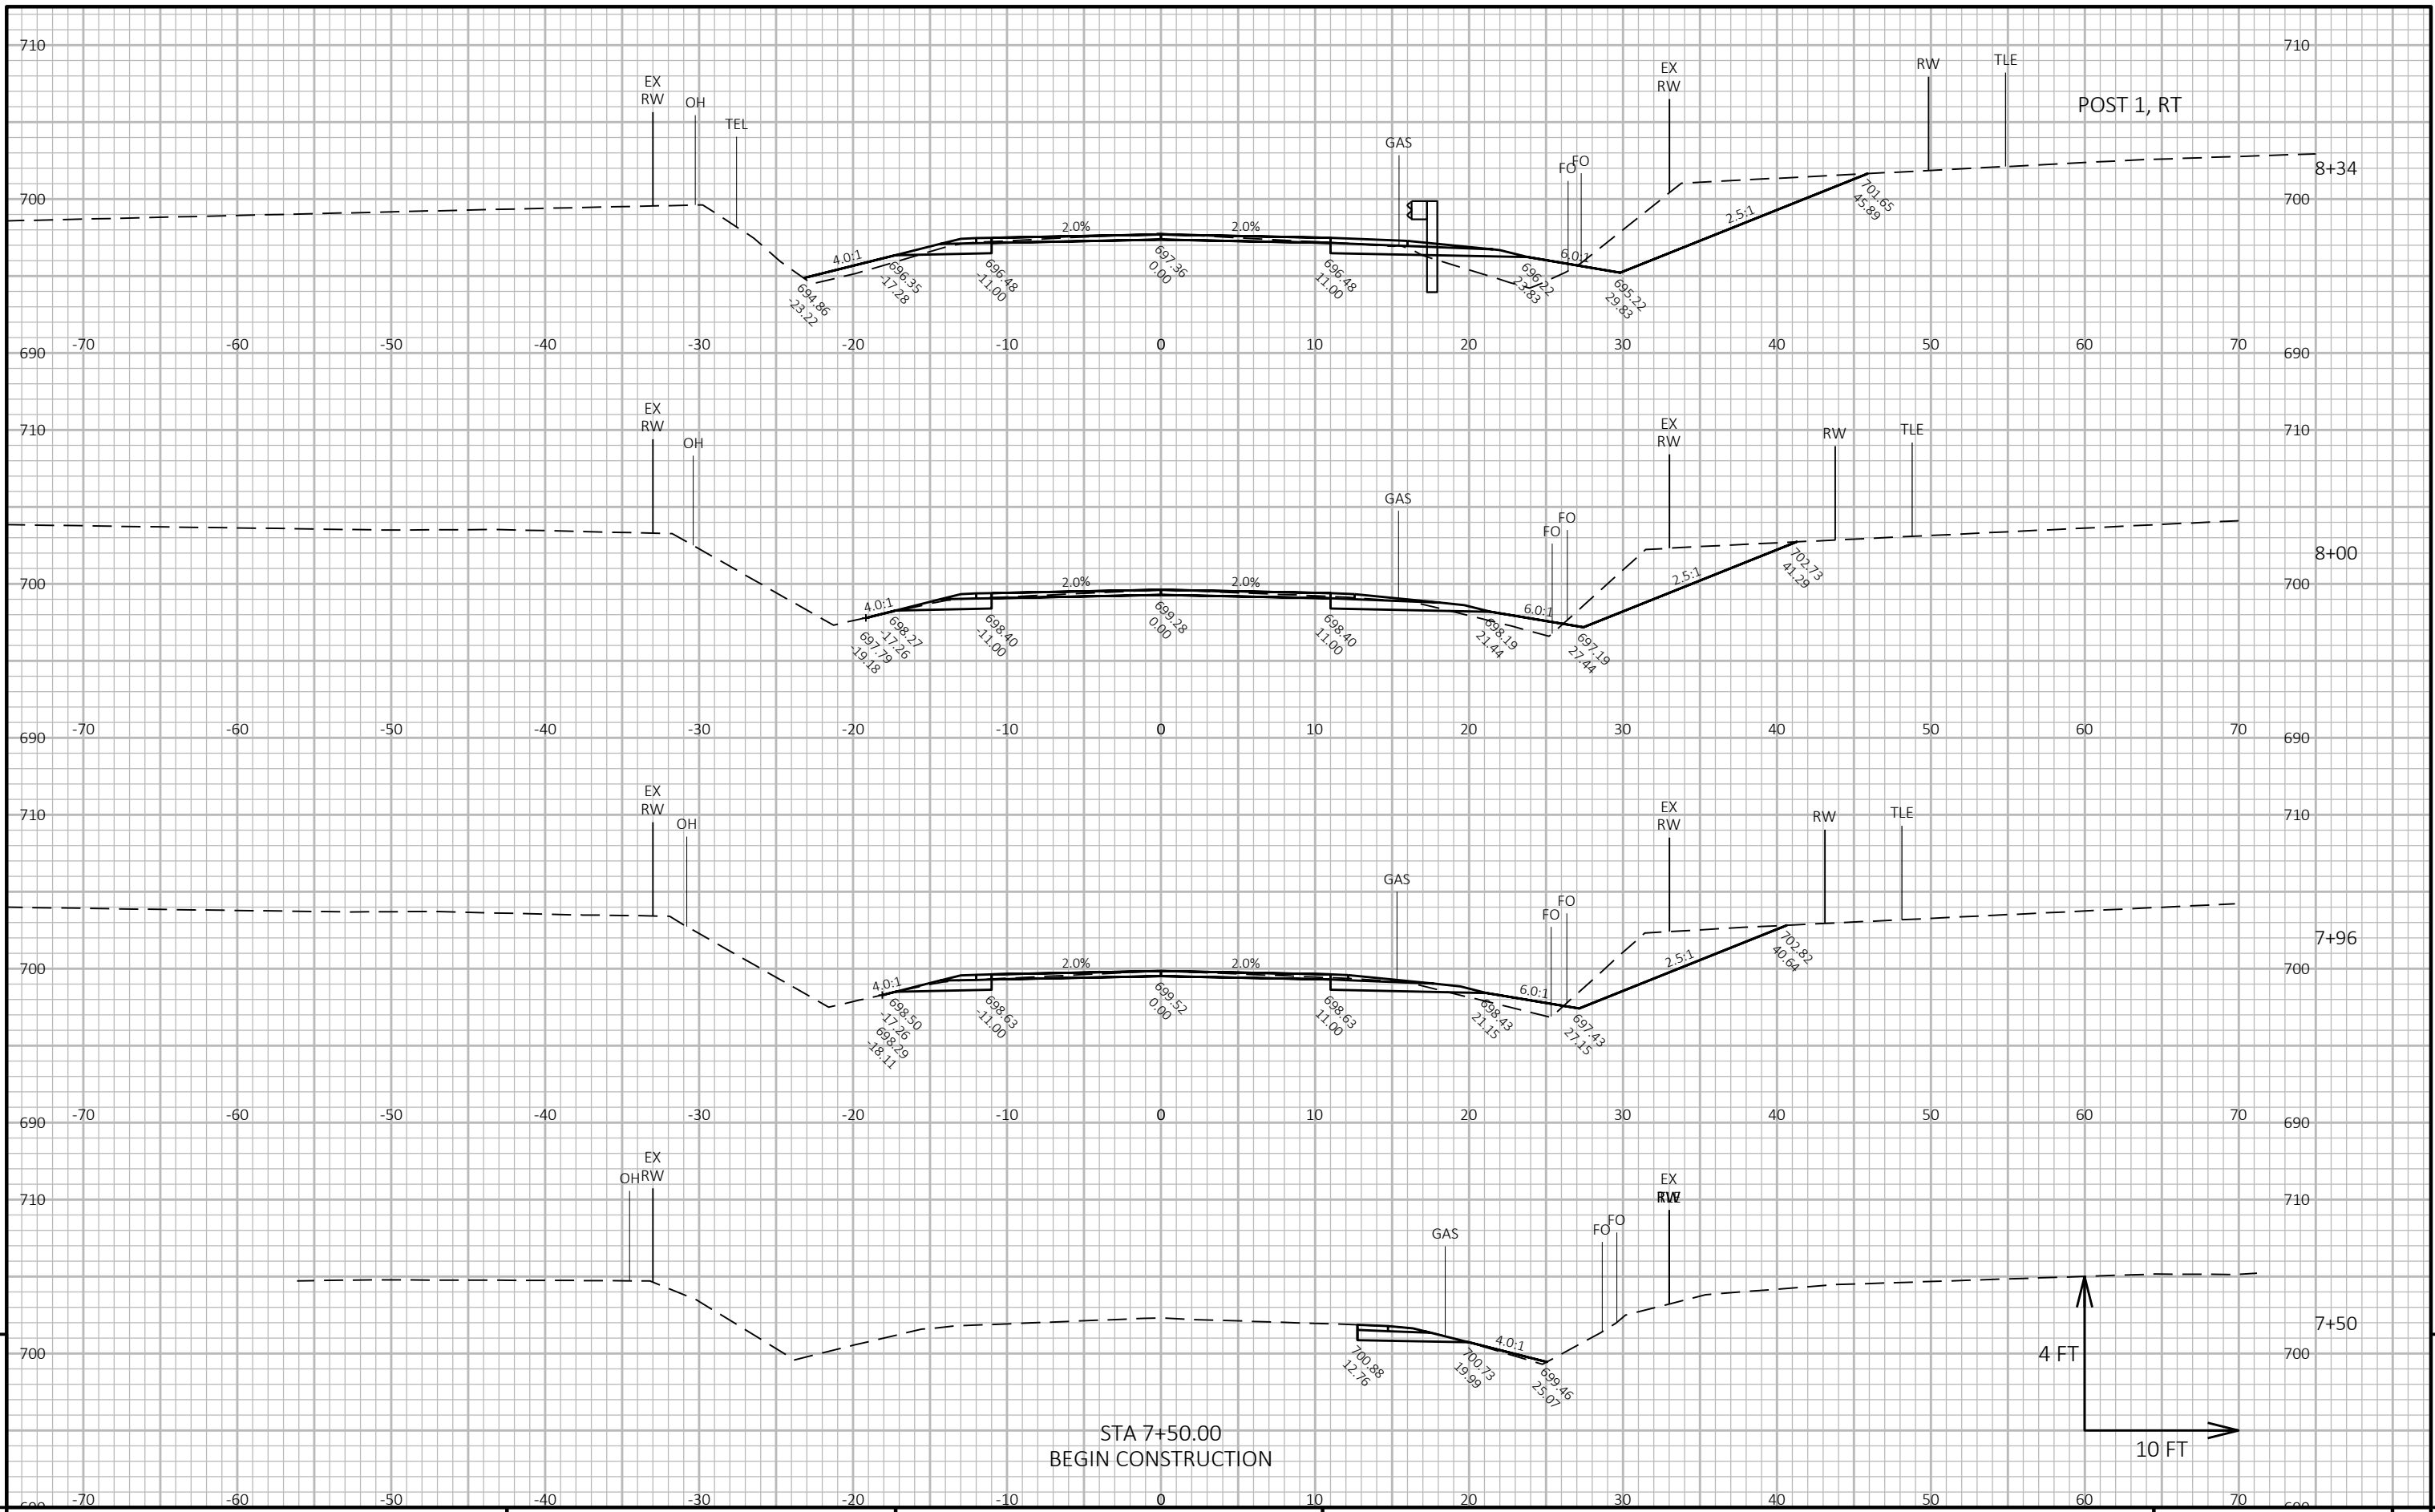 710
710
EX
RW
OH
TEL
GAS
FO
FO
EX
RW
RW
TLE
POST 1, RT
8+34
700
700
4.0:1
2.0%
2.0%
6.0:1
2.5:1
694.86
-23.22
696.35
-17.28
696.48
-11.00
697.36
0.00
696.48
11.00
696.22
23.83
695.22
29.83
701.65
45.89
690 -70 -60 -50 -40 -30 -20 -10 0 10 20 30 40 50 60 70 690
710
710
EX
RW
OH
GAS
FO
FO
EX
RW
RW
TLE
8+00
700
700
4.0:1
2.0%
2.0%
6.0:1
2.5:1
697.79
-19.18
698.27
-17.26
698.40
-11.00
699.28
0.00
698.40
11.00
698.19
21.44
697.19
27.44
702.73
41.29
690 -70 -60 -50 -40 -30 -20 -10 0 10 20 30 40 50 60 70 690
710
710
EX
RW
OH
GAS
FO
FO
EX
RW
RW
TLE
7+96
700
700
4.0:1
2.0%
2.0%
6.0:1
2.5:1
698.50
-17.26
698.29
-18.11
698.63
-11.00
699.52
0.00
698.63
11.00
698.43
21.15
697.43
27.15
702.82
40.64
690 -70 -60 -50 -40 -30 -20 -10 0 10 20 30 40 50 60 70 690
710
710
OH
EX
RW
GAS
FO
FO
EX
7+50
700
700
4.0:1
700.88
12.76
700.73
19.99
699.46
25.07
4 FT
10 FT
STA 7+50.00
BEGIN CONSTRUCTION
690 -70 -60 -50 -40 -30 -20 -10 0 10 20 30 40 50 60 70 690